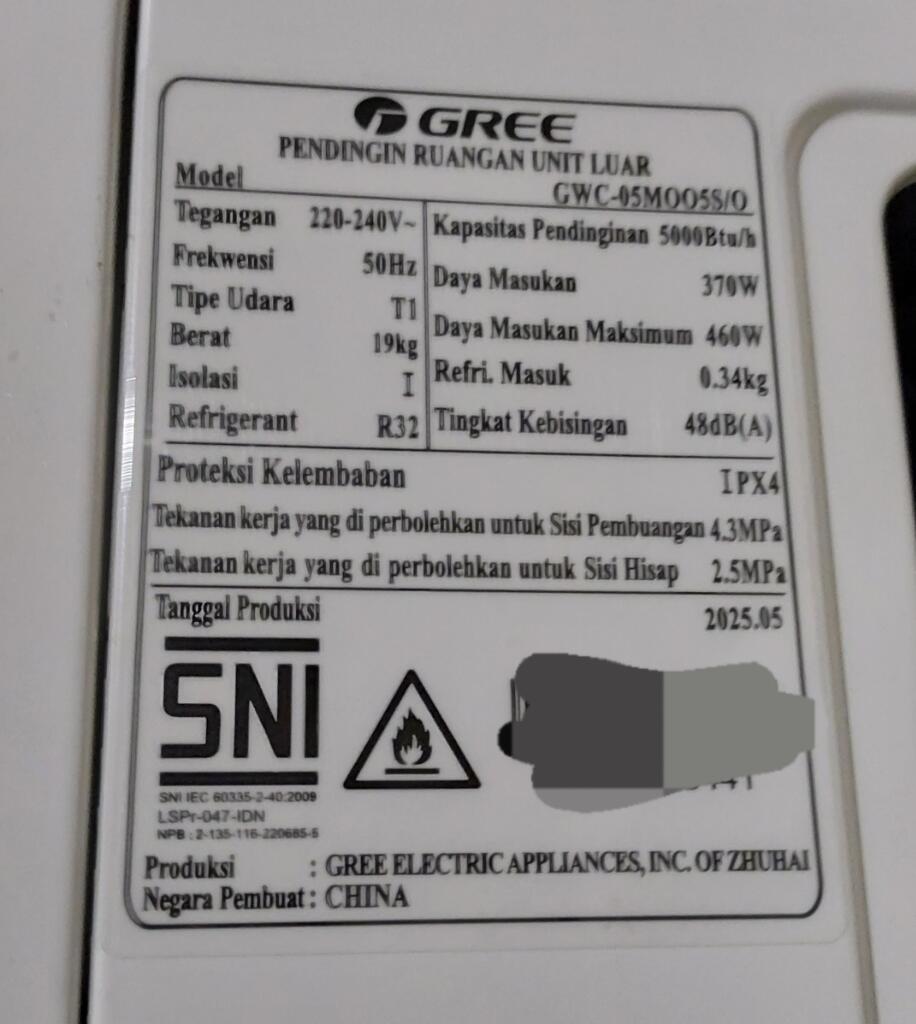 GREE
PENDINGIN RUANGAN UNIT LUAR
Model GWC-05MOO5S/O
Tegangan 220-240V~
Frekwensi 50Hz
Tipe Udara T1
Berat 19kg
Isolasi I
Refrigerant R32
Kapasitas Pendinginan 5000Btu/h
Daya Masukan 370W
Daya Masukan Maksimum 460W
Refri. Masuk 0.34kg
Tingkat Kebisingan 48dB(A)
Proteksi Kelembaban IPX4
Tekanan kerja yang di perbolehkan untuk Sisi Pembuangan 4.3MPa
Tekanan kerja yang di perbolehkan untuk Sisi Hisap 2.5MPa
Tanggal Produksi 2025.05
SNI
SNI IEC 60335-2-40:2009
LSPr-047-IDN
NPB : 2-135-116-220685-5
Produksi : GREE ELECTRIC APPLIANCES, INC. OF ZHUHAI
Negara Pembuat : CHINA